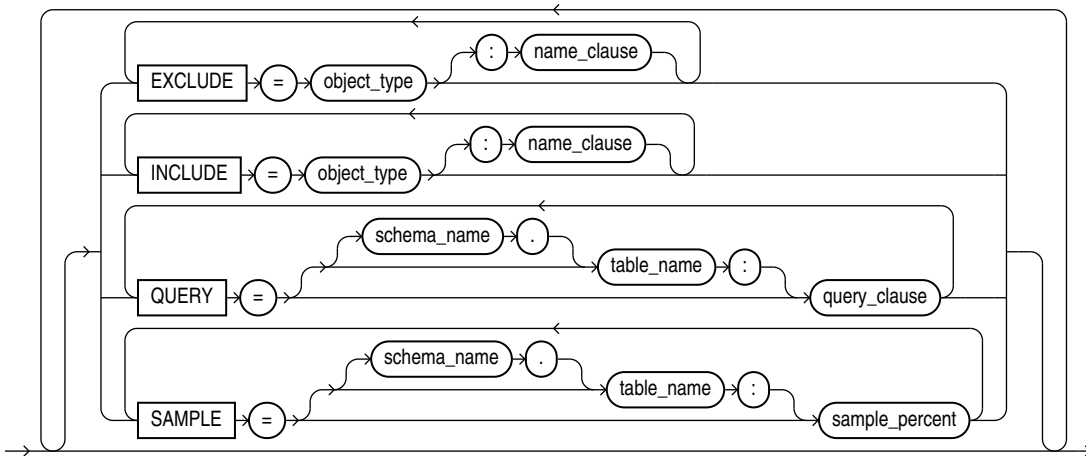 : name_clause
EXCLUDE = object_type
: name_clause
INCLUDE = object_type
schema_name .
table_name :
QUERY = query_clause
schema_name .
table_name :
SAMPLE = sample_percent